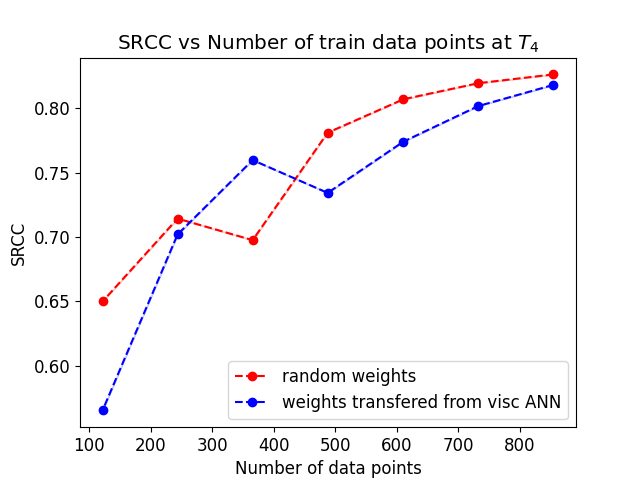 SRCC vs Number of train data points at T₄
0.80
0.75
0.70
0.65
0.60
SRCC
random weights
weights transfered from visc ANN
100 200 300 400 500 600 700 800
Number of data points